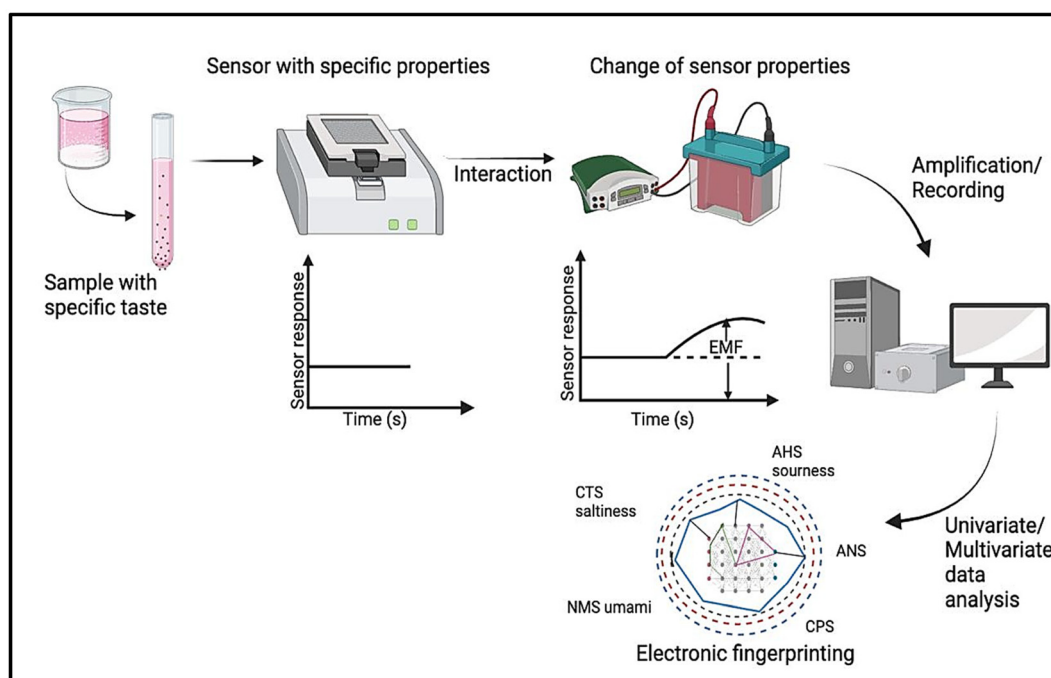 Sensor with specific properties
Change of sensor properties
Interaction
Amplification/
Recording
Sample with
specific taste
Sensor response
Time (s)
Sensor response
EMF
Time (s)
AHS
sourness
CTS
saltiness
ANS
NMS umami
CPS
Electronic fingerprinting
Univariate/
Multivariate
data
analysis